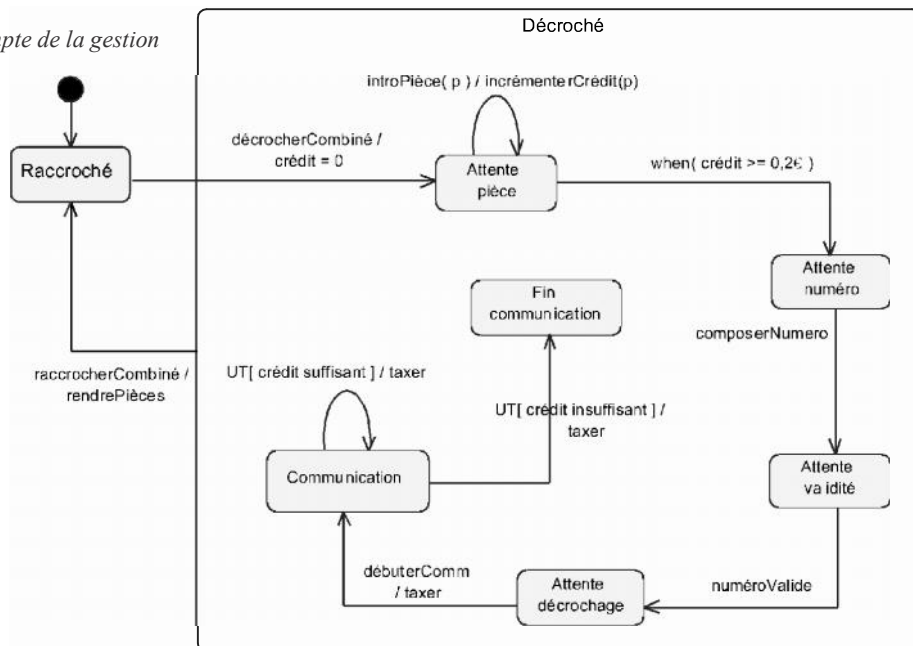 Décroché
mpte de la gestion
introPièce( p ) / incrémenterCrédit(p)
décrocherCombiné /
crédit = 0
Raccroché
Attente
pièce
when( crédit >= 0,2€ )
Attente
numéro
Fin
communication
composerNumero
raccrocherCombiné /
rendrePièces
UT[ crédit suffisant ] / taxer
UT[ crédit insuffisant ] /
taxer
Communication
Attente
validité
débuterComm
/ taxer
Attente
décrochage
numéroValide